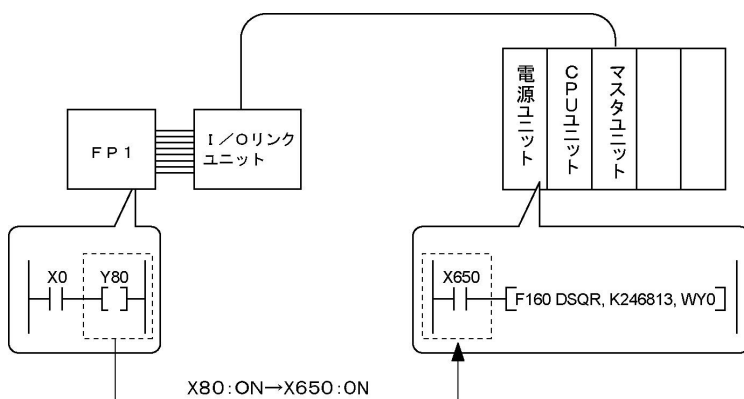 電源ユニット
CPUユニット
マスタユニット
FP1
I/Oリンク
ユニット
X0 Y80
X650
F160 DSQR, K246813, WY0
X80:ON→X650:ON